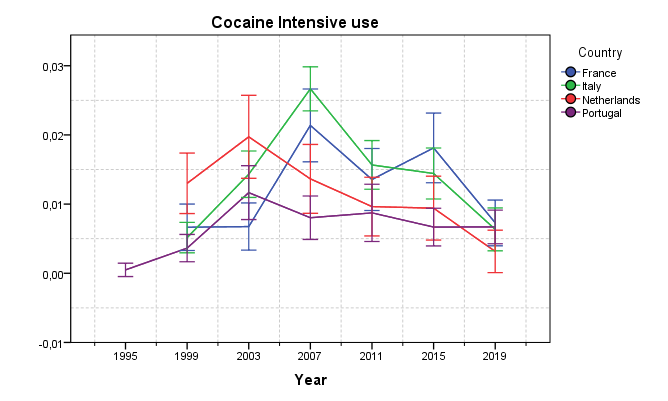 Cocaine Intensive use
Country
France
Italy
Netherlands
Portugal
0,03
0,02
0,01
0,00
-0,01
1995 1999 2003 2007 2011 2015 2019
Year